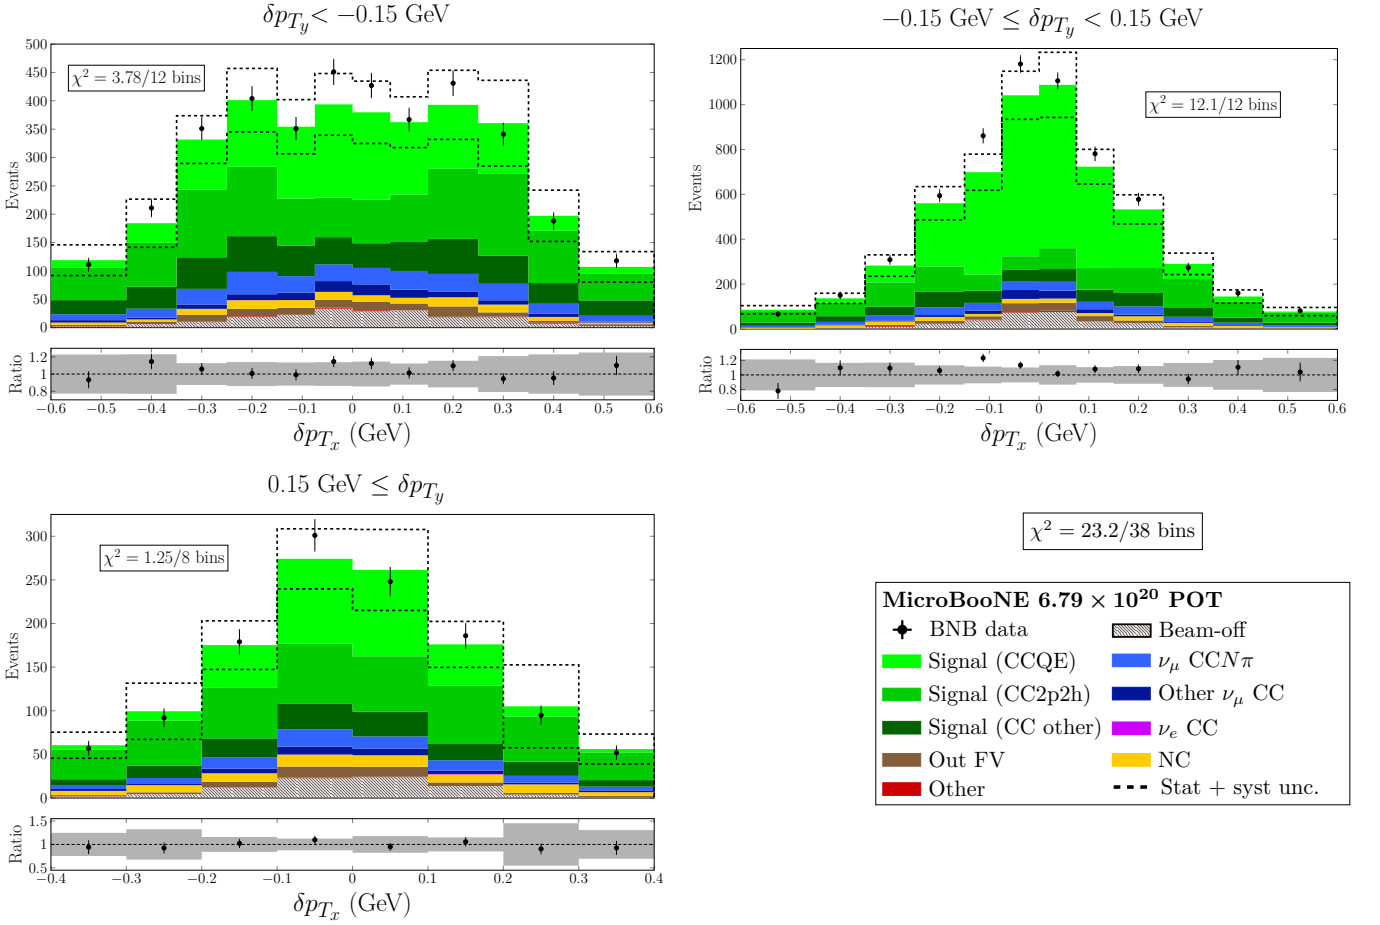 δp_{T_y} < −0.15 GeV
500
450
400
350
300
250
200
150
100
50
0
Events
χ² = 3.78/12 bins
1.2
1
0.8
Ratio
−0.6 −0.5 −0.4 −0.3 −0.2 −0.1 0 0.1 0.2 0.3 0.4 0.5 0.6
δp_{T_x} (GeV)
−0.15 GeV ≤ δp_{T_y} < 0.15 GeV
1200
1000
800
600
400
200
0
Events
χ² = 12.1/12 bins
1.2
1
0.8
Ratio
−0.6 −0.5 −0.4 −0.3 −0.2 −0.1 0 0.1 0.2 0.3 0.4 0.5 0.6
δp_{T_x} (GeV)
0.15 GeV ≤ δp_{T_y}
300
250
200
150
100
50
0
Events
χ² = 1.25/8 bins
1.5
1
0.5
Ratio
−0.4 −0.3 −0.2 −0.1 0 0.1 0.2 0.3 0.4
δp_{T_x} (GeV)
χ² = 23.2/38 bins
MicroBooNE 6.79 × 10²⁰ POT
BNB data Beam-off
Signal (CCQE) ν_μ CCNπ
Signal (CC2p2h) Other ν_μ CC
Signal (CC other) ν_e CC
Out FV NC
Other Stat + syst unc.